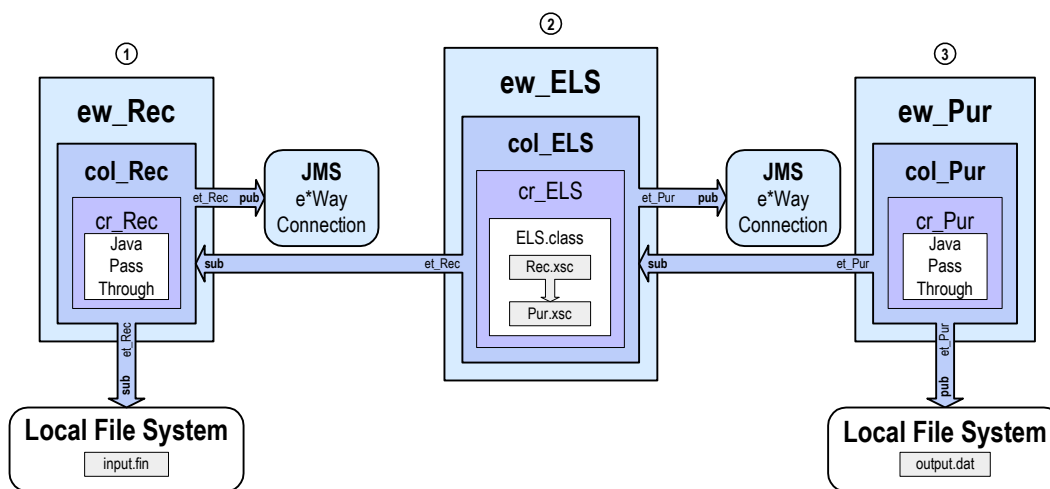 ①
②
③
ew_Rec
col_Rec
cr_Rec
Java
Pass
Through
et_Rec pub
JMS
e*Way
Connection
sub et_Rec
et_Rec
sub
Local File System
input.fin
ew_ELS
col_ELS
cr_ELS
ELS.class
Rec.xsc
Pur.xsc
et_Pur pub
JMS
e*Way
Connection
sub et_Pur
ew_Pur
col_Pur
cr_Pur
Java
Pass
Through
et_Pur
pub
Local File System
output.dat